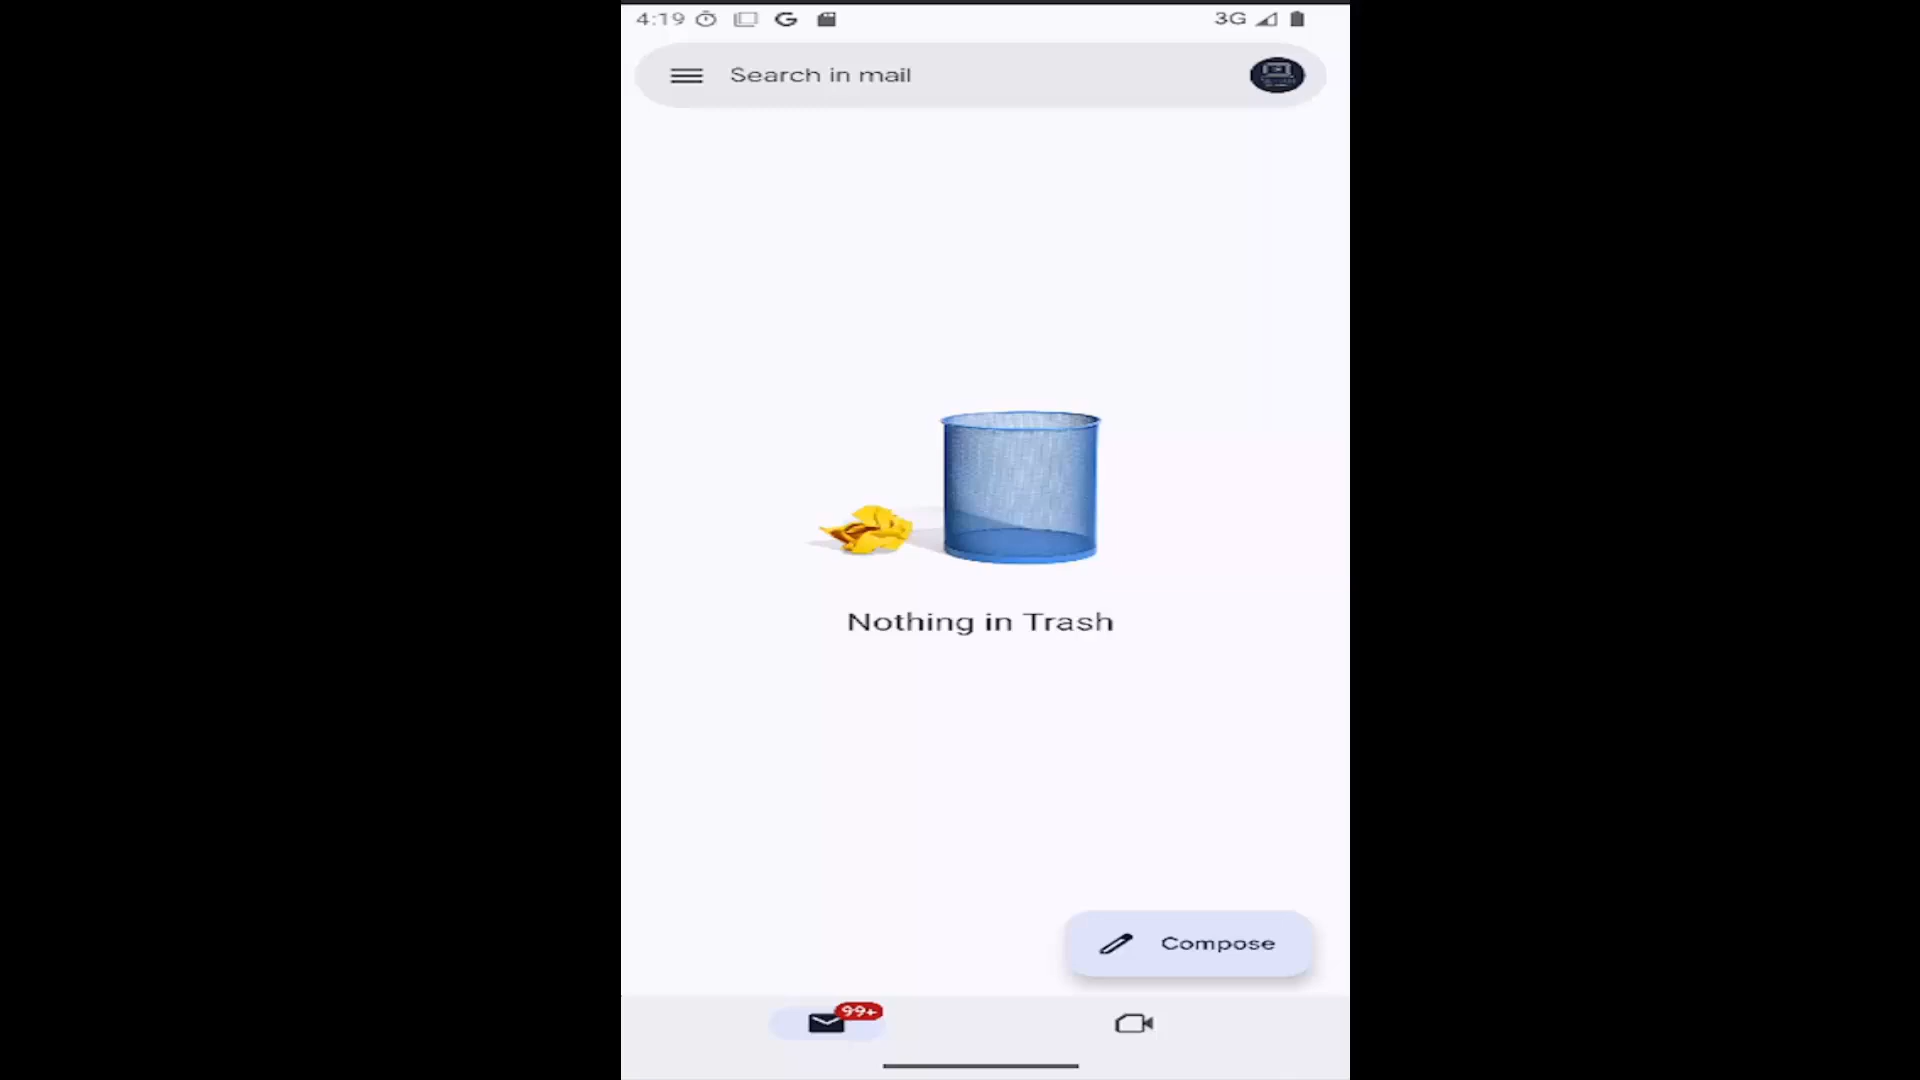 4:19
3G
Search in mail
Nothing in Trash
Compose
99+